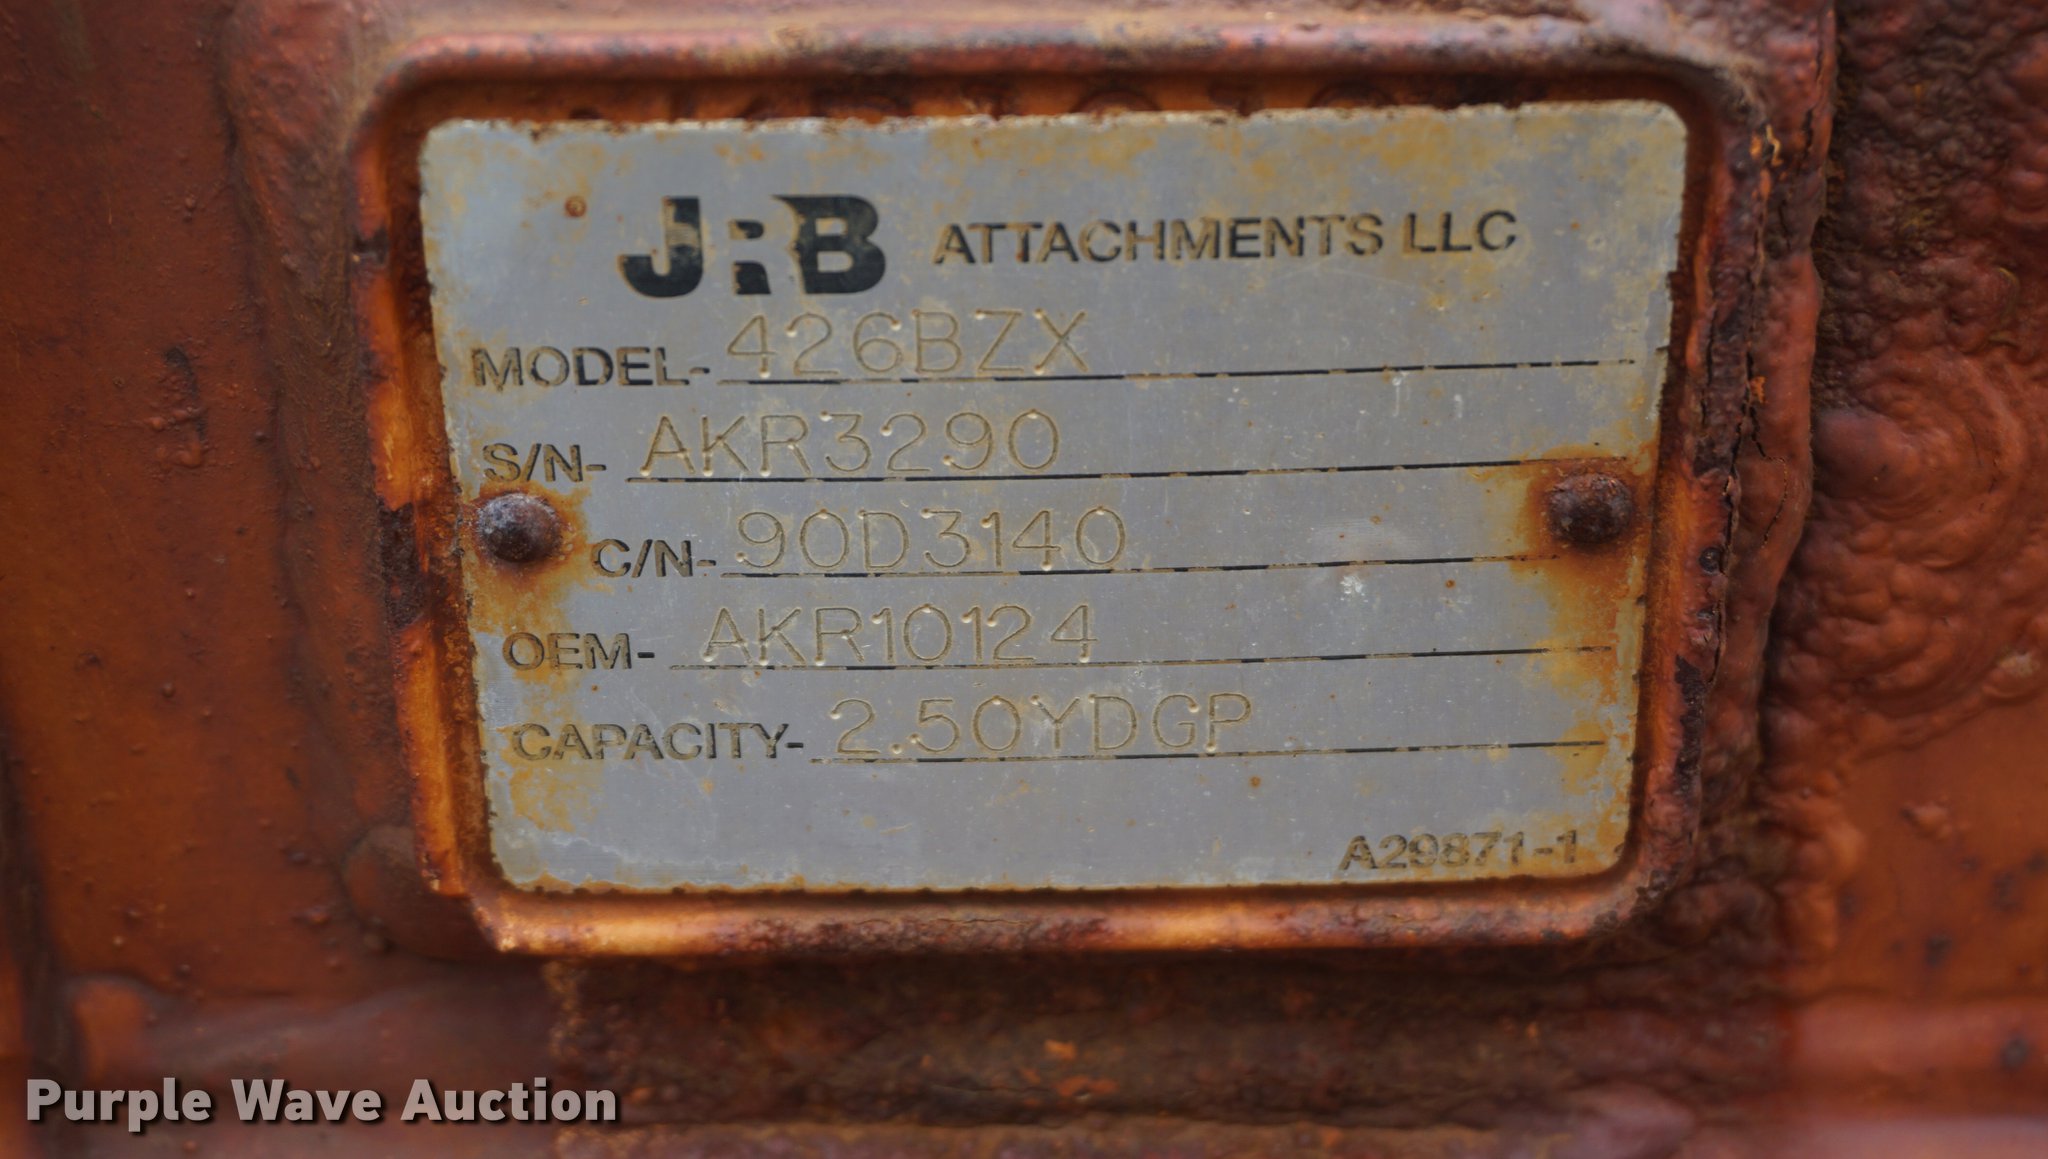 JRB ATTACHMENTS LLC
MODEL- 426BZX
S/N- AKR3290
C/N- 90D3140
OEM- AKR10124
CAPACITY- 2.50YDGP
A29871-1
Purple Wave Auction